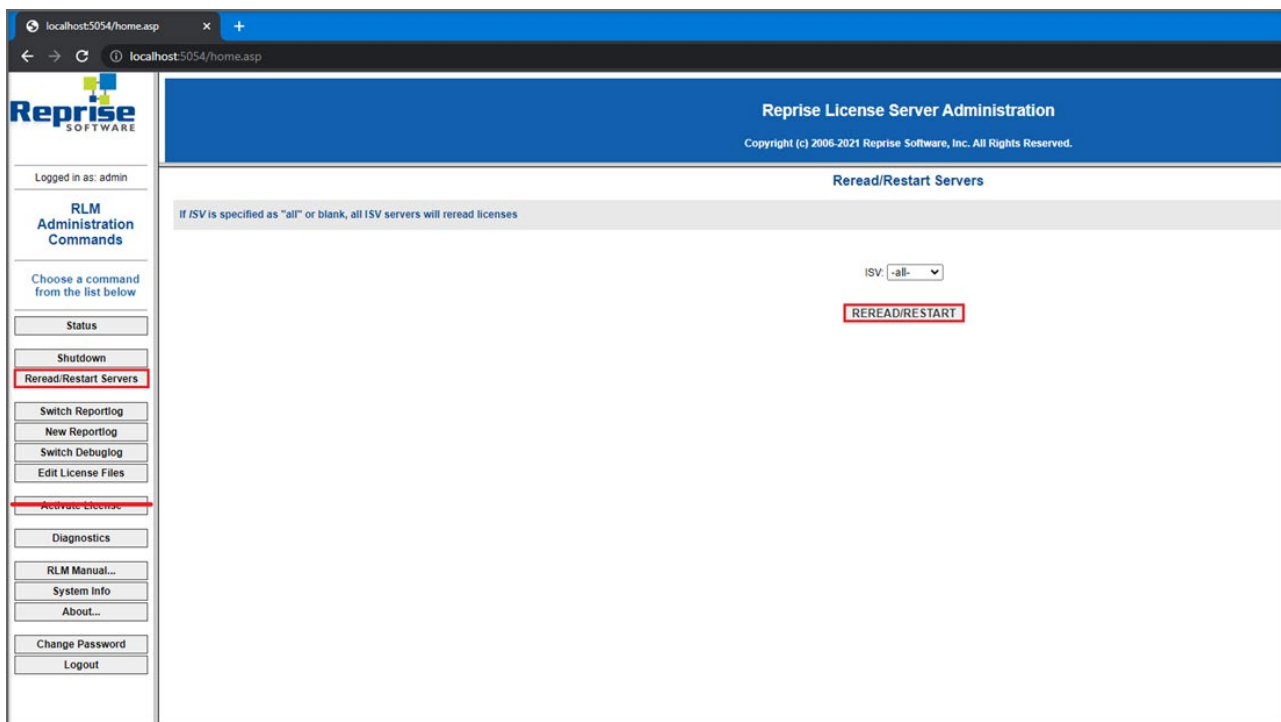 localhost:5054/home.asp
localhost:5054/home.asp
Reprise
SOFTWARE
Logged in as: admin
RLM
Administration
Commands
Choose a command
from the list below
Status
Shutdown
Reread/Restart Servers
Switch Reportlog
New Reportlog
Switch Debuglog
Edit License Files
Activate License
Diagnostics
RLM Manual...
System Info
About...
Change Password
Logout
Reprise License Server Administration
Copyright (c) 2006-2021 Reprise Software, Inc. All Rights Reserved.
Reread/Restart Servers
If ISV is specified as "all" or blank, all ISV servers will reread licenses
ISV: -all-
REREAD/RESTART